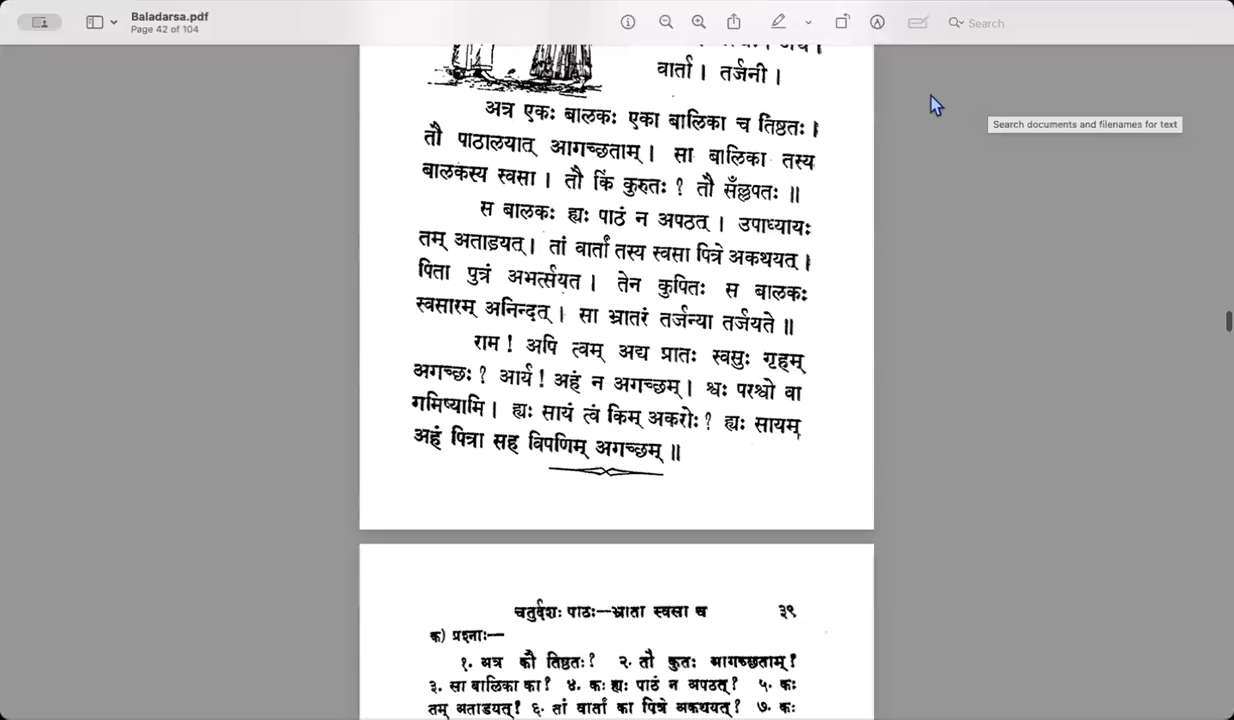 Baladarsa.pdf
Page 42 of 104
Search
Search documents and filenames for text
वार्ता। तर्जनी।
अत्र एकः बालकः एका बालिका च तिष्ठतः।
तौ पाठालयात् आगच्छताम्। सा बालिका तस्य
बालकस्य स्वसा। तौ किं कुरुतः? तौ सँल्लपतः॥
स बालकः ह्यः पाठं न अपठत्। उपाध्यायः
तम् अताडयत्। तां वार्तां तस्य स्वसा पित्रे अकथयत्।
पिता पुत्रं अभर्त्सयत। तेन कुपितः स बालकः
स्वसारम् अनिन्दत्। सा भ्रातरं तर्जन्या तर्जयते॥
राम! अपि त्वम् अद्य प्रातः स्वसुः गृहम्
अगच्छः? आर्य! अहं न अगच्छम्। श्वः परश्वो वा
गमिष्यामि। ह्यः सायं त्वं किम् अकरोः? ह्यः सायम्
अहं पित्रा सह विपणिम् अगच्छम्॥
चतुर्दशः पाठः—भ्राता स्वसा च ३९
क) प्रश्नाः—
१. अत्र कौ तिष्ठतः? २. तौ कुतः आगच्छताम्?
३. सा बालिका का? ४. कः ह्यः पाठं न अपठत्? ५. कः
तम् अताडयत्? ६. तां वार्तां का पित्रे अकथयत्? ७. कः